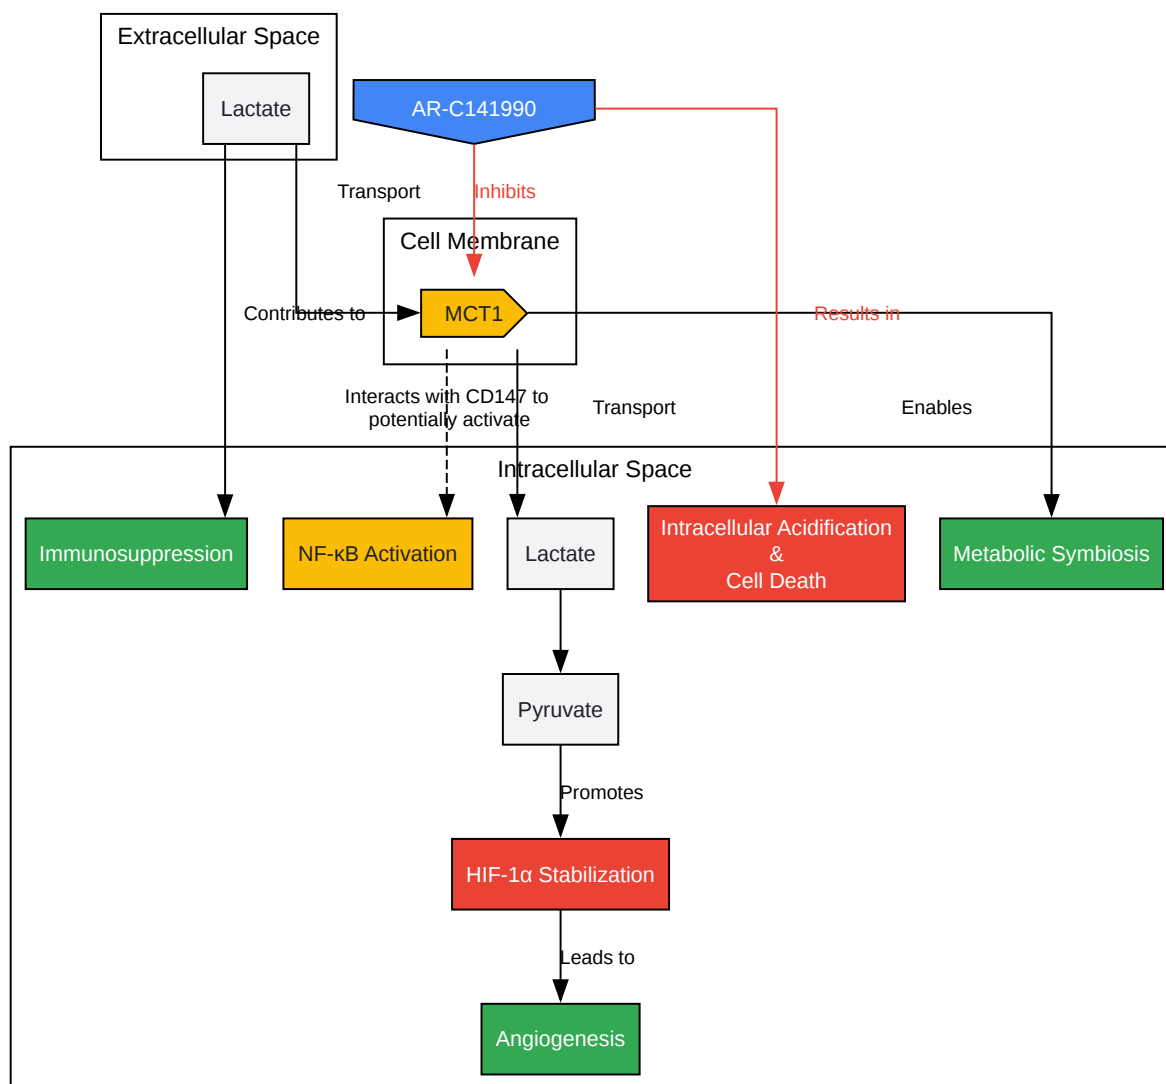 Extracellular Space
Lactate
AR-C141990
Transport
Inhibits
Cell Membrane
Contributes to
MCT1
Results in
Interacts with CD147 to
potentially activate
Transport
Enables
Intracellular Space
Immunosuppression
NF-κB Activation
Lactate
Intracellular Acidification
&
Cell Death
Metabolic Symbiosis
Pyruvate
Promotes
HIF-1α Stabilization
Leads to
Angiogenesis